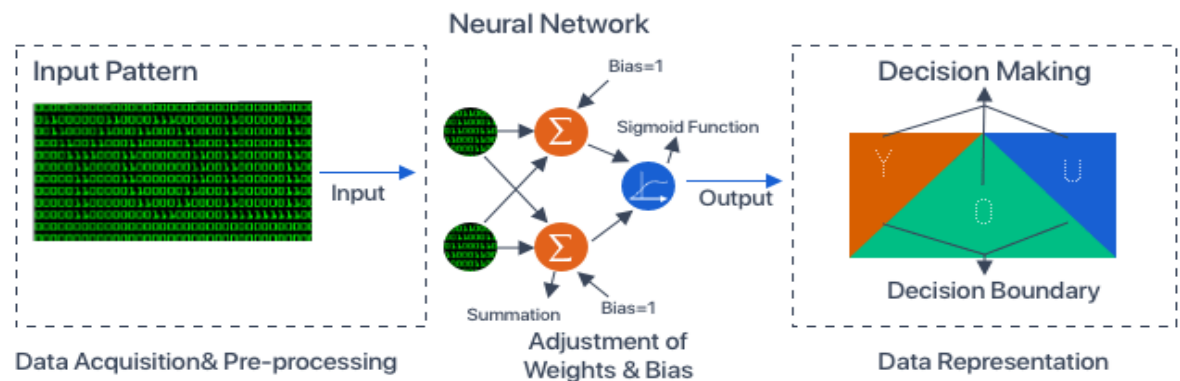 Neural Network
Input Pattern
Input
Bias=1
Σ
Sigmoid Function
Σ
Summation
Bias=1
Output
Decision Making
Y
U
O
Decision Boundary
Data Acquisition& Pre-processing
Adjustment of
Weights & Bias
Data Representation